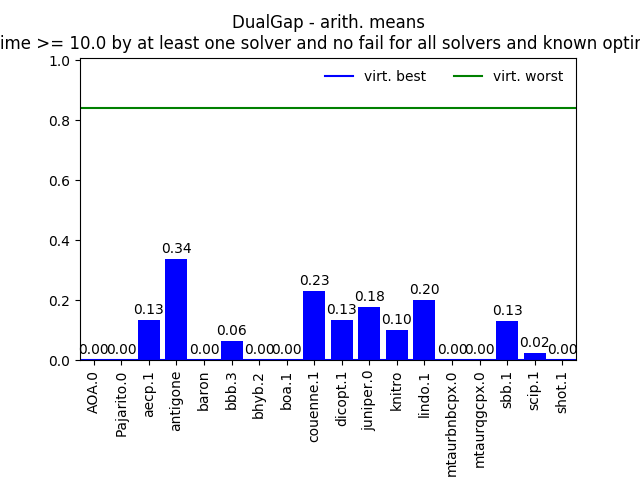 DualGap - arith. means
ime >= 10.0 by at least one solver and no fail for all solvers and known optim
1.0
virt. best
virt. worst
0.8
0.6
0.4
0.2
0.0
0.00 0.00 0.13 0.34 0.00 0.06 0.00 0.00 0.23 0.13 0.18 0.10 0.20 0.00 0.00 0.13 0.02 0.00
AOA.0
Pajarito.0
aecp.1
antigone
baron
bbb.3
bhyb.2
boa.1
couenne.1
dicopt.1
juniper.0
knitro
lindo.1
mtaurbnbcpx.0
mtaurqgcpx.0
sbb.1
scip.1
shot.1